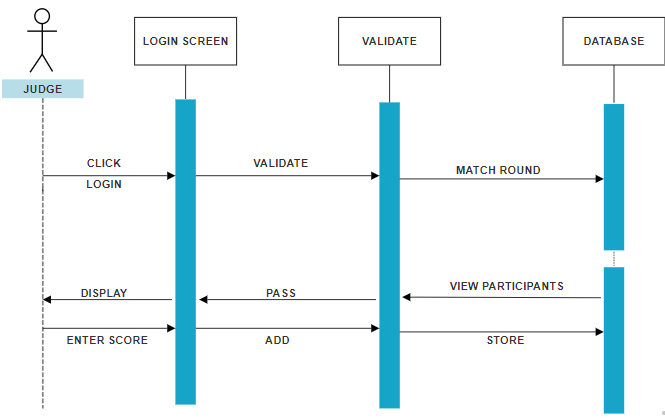 LOGIN SCREEN
VALIDATE
DATABASE
JUDGE
CLICK
LOGIN
VALIDATE
MATCH ROUND
DISPLAY
PASS
VIEW PARTICIPANTS
ENTER SCORE
ADD
STORE